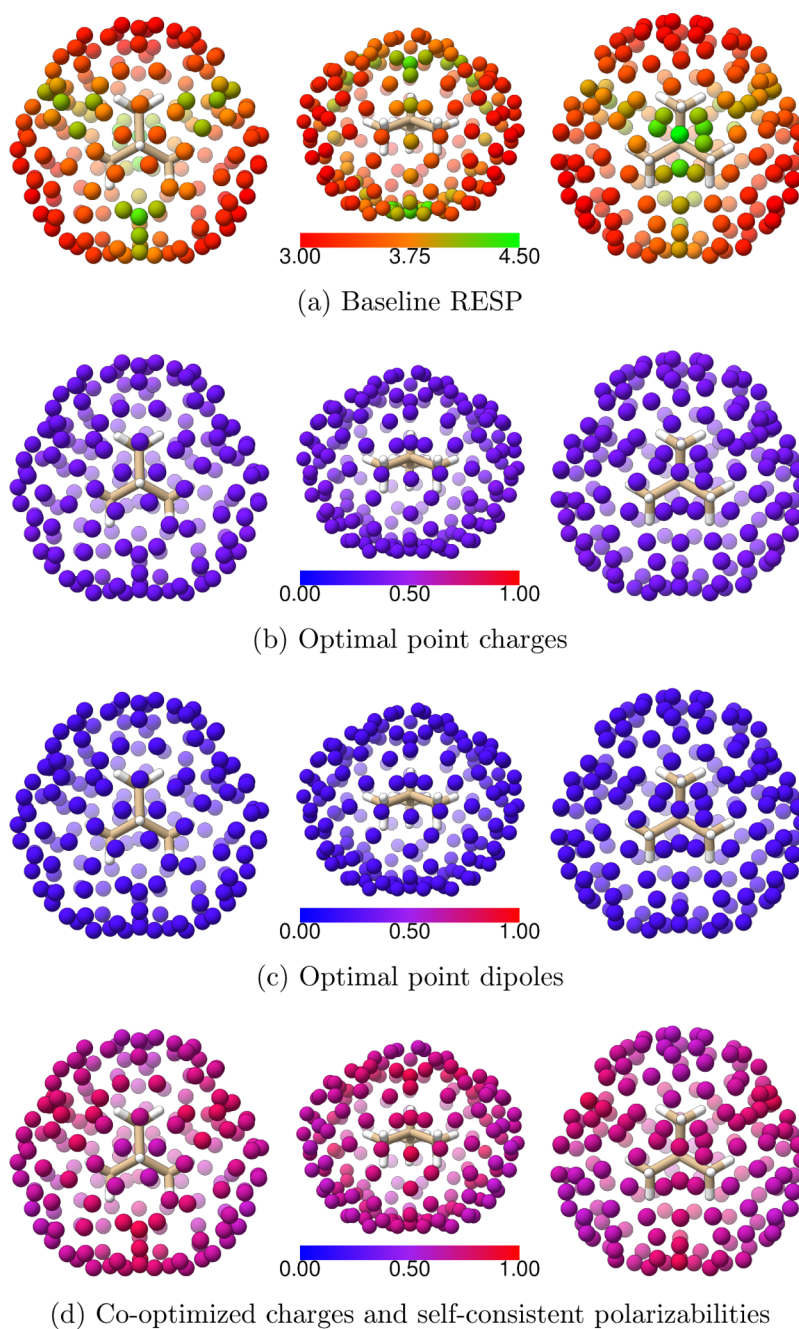 3.00 3.75 4.50
(a) Baseline RESP
0.00 0.50 1.00
(b) Optimal point charges
0.00 0.50 1.00
(c) Optimal point dipoles
0.00 0.50 1.00
(d) Co-optimized charges and self-consistent polarizabilities